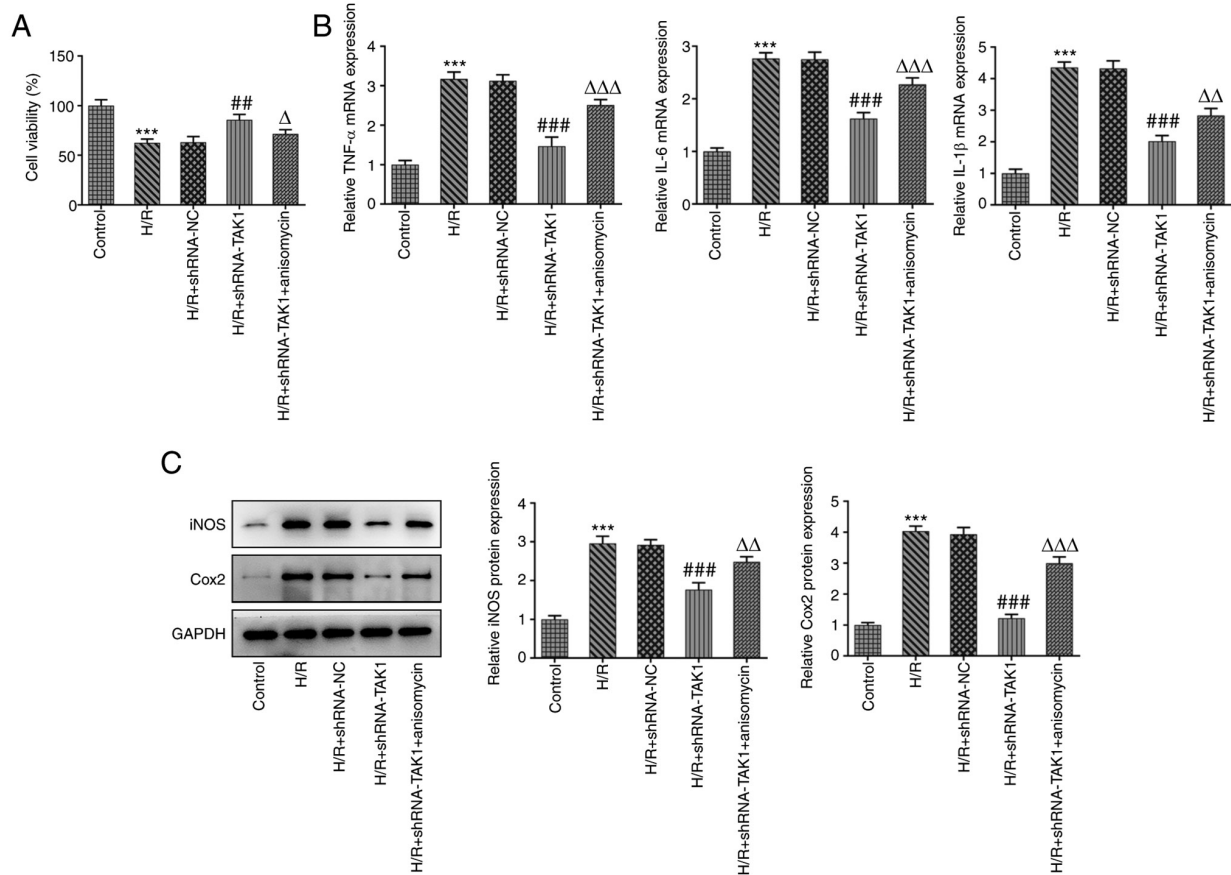 A
Cell viability (%)
150
100
50
0
***
##
Δ
Control
H/R
H/R+shRNA-NC
H/R+shRNA-TAK1
H/R+shRNA-TAK1+anisomycin
B
Relative TNF-α mRNA expression
4
3
2
1
0
***
###
ΔΔΔ
Control
H/R
H/R+shRNA-NC
H/R+shRNA-TAK1
H/R+shRNA-TAK1+anisomycin
Relative IL-6 mRNA expression
3
2
1
0
***
###
ΔΔΔ
Control
H/R
H/R+shRNA-NC
H/R+shRNA-TAK1
H/R+shRNA-TAK1+anisomycin
Relative IL-1β mRNA expression
5
4
3
2
1
0
***
###
ΔΔ
Control
H/R
H/R+shRNA-NC
H/R+shRNA-TAK1
H/R+shRNA-TAK1+anisomycin
C
iNOS
Cox2
GAPDH
Control
H/R
H/R+shRNA-NC
H/R+shRNA-TAK1
H/R+shRNA-TAK1+anisomycin
Relative iNOS protein expression
4
3
2
1
0
***
###
ΔΔ
Control
H/R
H/R+shRNA-NC
H/R+shRNA-TAK1
H/R+shRNA-TAK1+anisomycin
Relative Cox2 protein expression
5
4
3
2
1
0
***
###
ΔΔΔ
Control
H/R
H/R+shRNA-NC
H/R+shRNA-TAK1
H/R+shRNA-TAK1+anisomycin